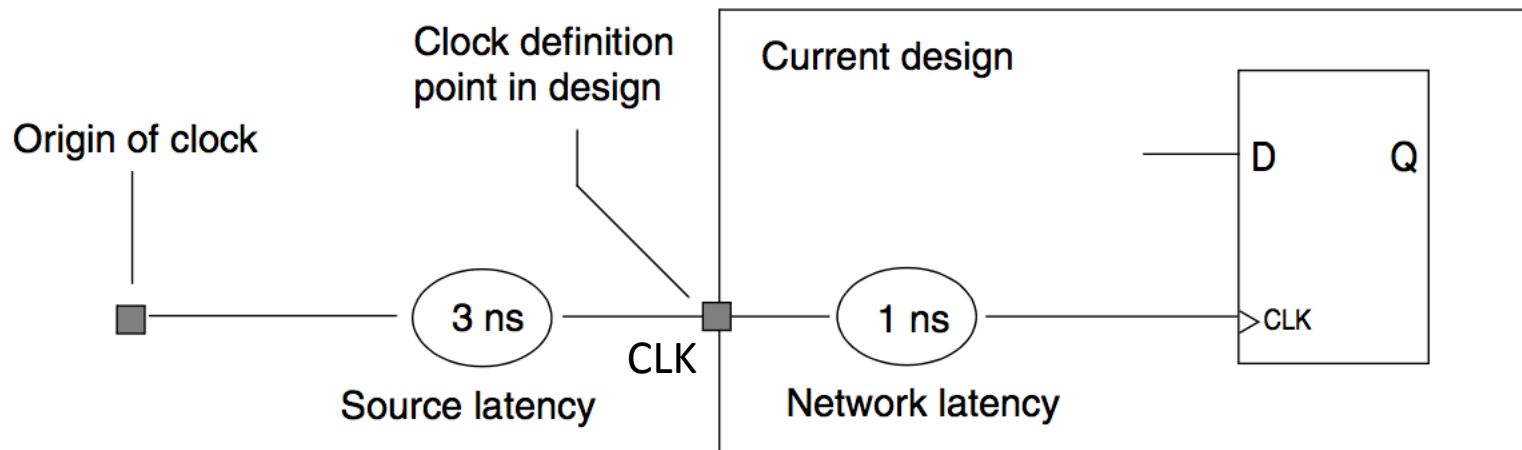 Clock definition
point in design
Current design
Origin of clock
D
Q
3 ns
1 ns
CLK
CLK
Source latency
Network latency